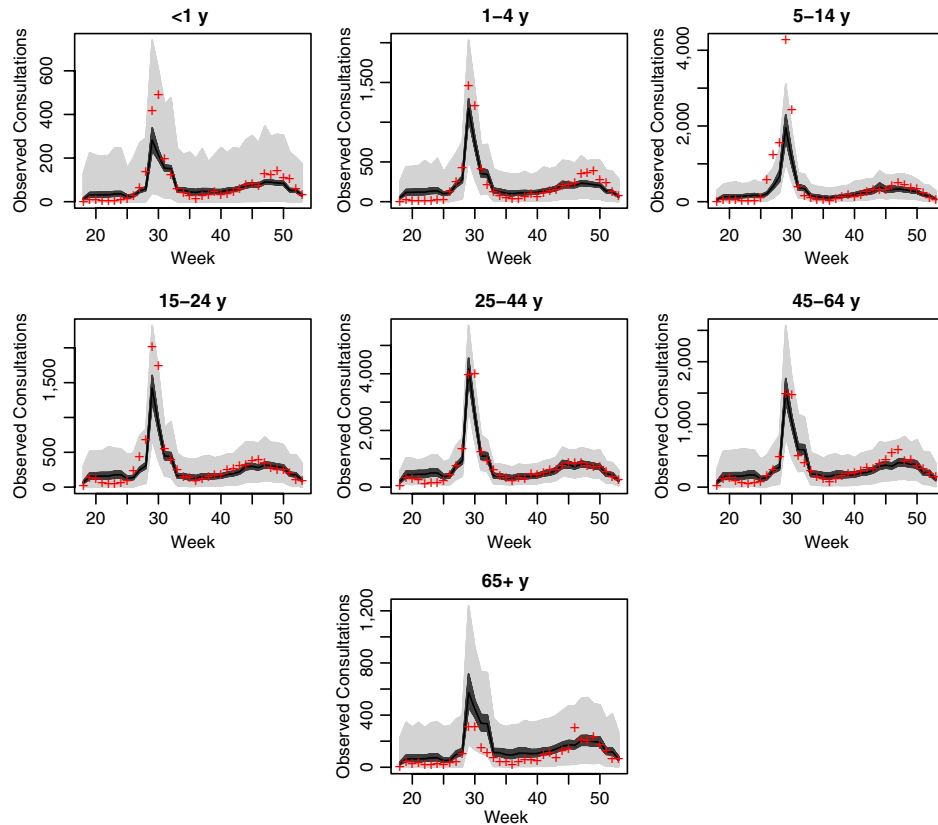 <1 y
1–4 y
5–14 y
Observed Consultations
0
200
400
600
20
30
40
50
Week
Observed Consultations
0
500
1,500
20
30
40
50
Week
Observed Consultations
0
2,000
4,000
20
30
40
50
Week
15–24 y
25–44 y
45–64 y
Observed Consultations
0
500
1,500
20
30
40
50
Week
Observed Consultations
0
2,000
4,000
20
30
40
50
Week
Observed Consultations
0
1,000
2,000
20
30
40
50
Week
65+ y
Observed Consultations
0
400
800
1,200
20
30
40
50
Week